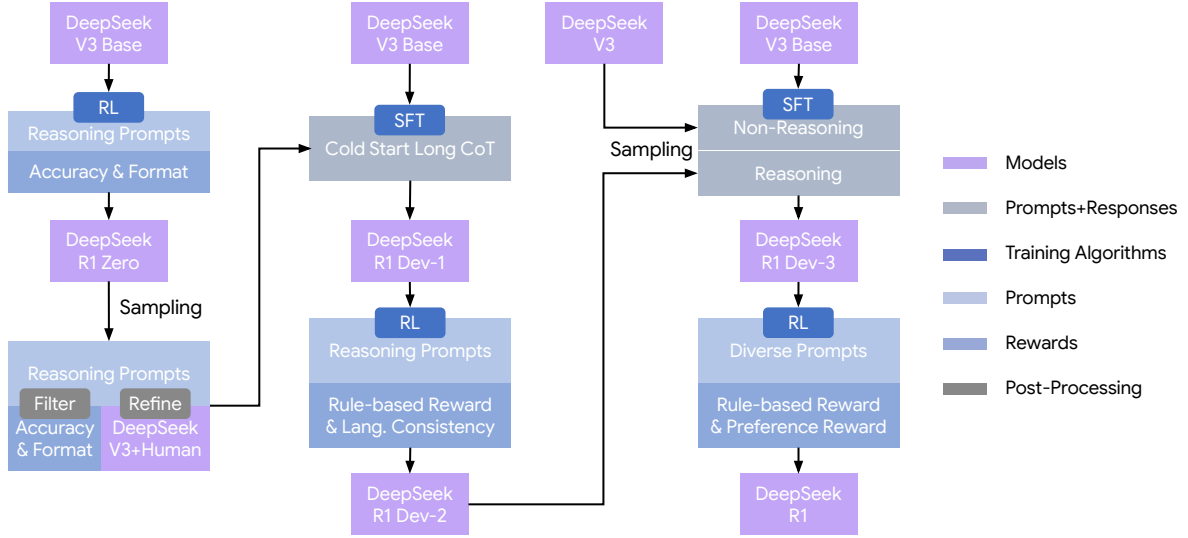 DeepSeek
V3 Base
RL
Reasoning Prompts
Accuracy & Format
DeepSeek
R1 Zero
Sampling
Reasoning Prompts
Filter
Refine
Accuracy
& Format
DeepSeek
V3+Human
DeepSeek
V3 Base
SFT
Cold Start Long CoT
DeepSeek
R1 Dev-1
RL
Reasoning Prompts
Rule-based Reward
& Lang. Consistency
DeepSeek
R1 Dev-2
DeepSeek
V3
Sampling
DeepSeek
V3 Base
SFT
Non-Reasoning
Reasoning
DeepSeek
R1 Dev-3
RL
Diverse Prompts
Rule-based Reward
& Preference Reward
DeepSeek
R1
Models
Prompts+Responses
Training Algorithms
Prompts
Rewards
Post-Processing